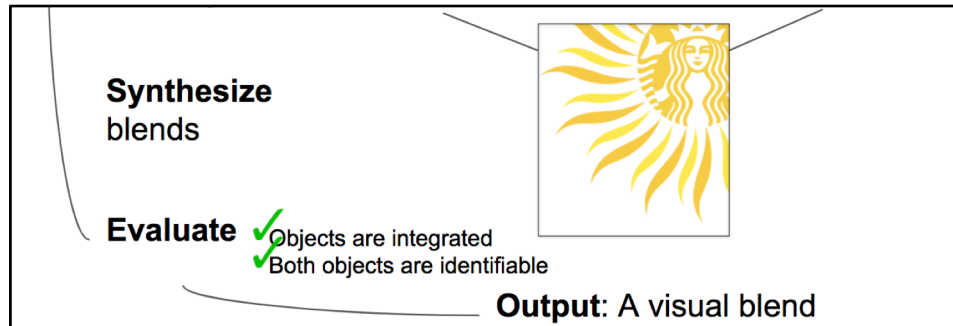 Synthesize
blends
Evaluate
✓Objects are integrated
✓Both objects are identifiable
Output: A visual blend